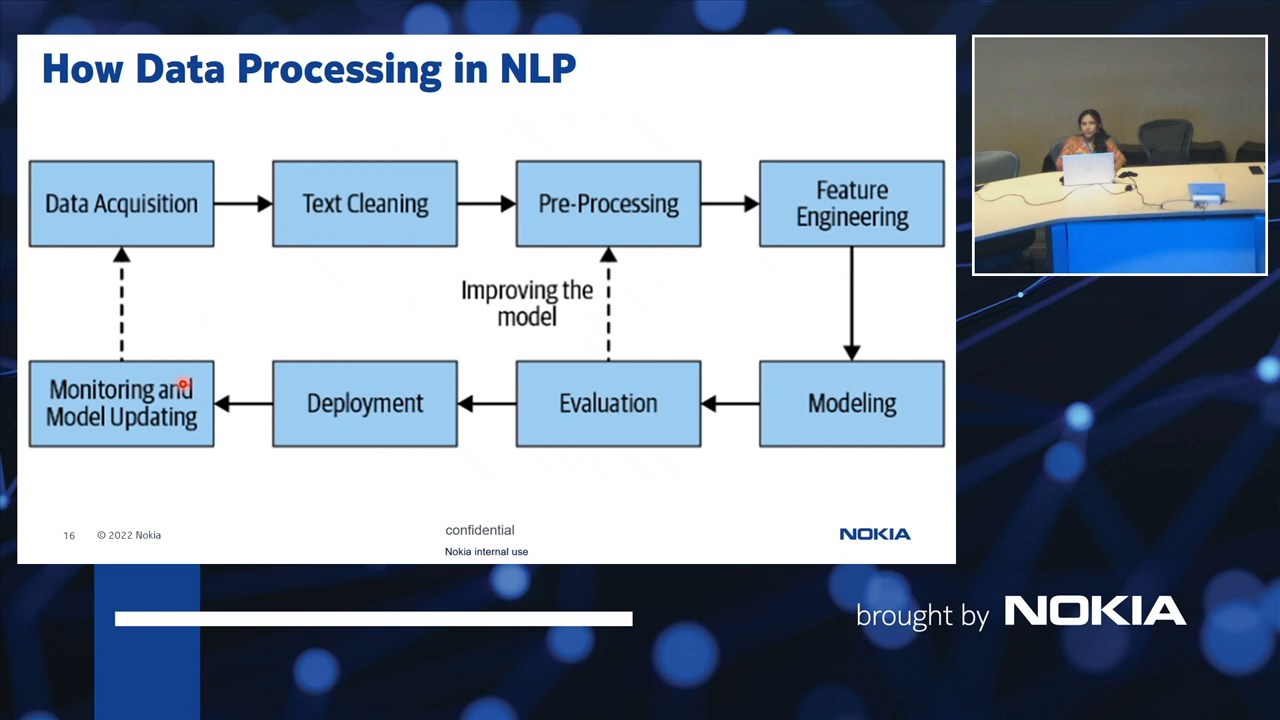 How Data Processing in NLP
Data Acquisition
Text Cleaning
Pre-Processing
Feature
Engineering
Improving the
model
Monitoring and
Model Updating
Deployment
Evaluation
Modeling
16
© 2022 Nokia
confidential
Nokia internal use
NOKIA
brought by NOKIA